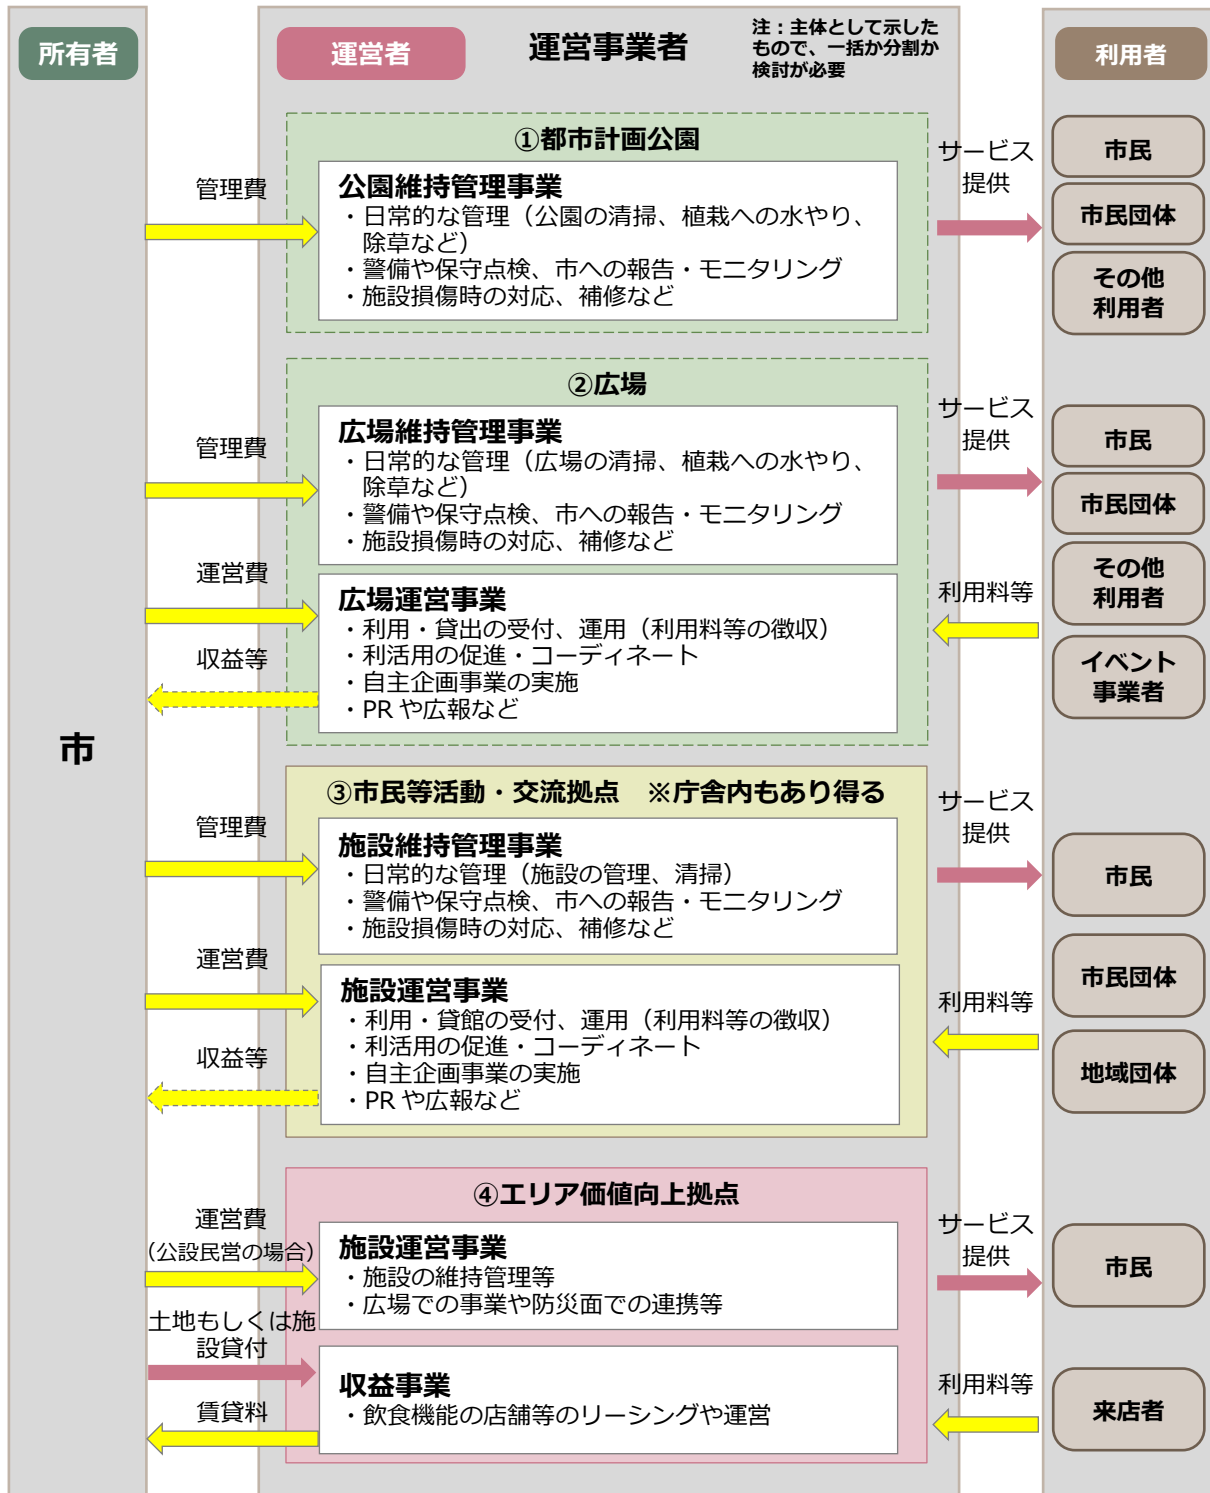 所有者
運営者
運営事業者
注：主体として示した
もので、一括か分割か
検討が必要
利用者
市
①都市計画公園
管理費
公園維持管理事業
・日常的な管理（公園の清掃、植栽への水やり、
除草など）
・警備や保守点検、市への報告・モニタリング
・施設損傷時の対応、補修など
サービス
提供
市民
市民団体
その他
利用者
②広場
管理費
広場維持管理事業
・日常的な管理（広場の清掃、植栽への水やり、
除草など）
・警備や保守点検、市への報告・モニタリング
・施設損傷時の対応、補修など
運営費
収益等
広場運営事業
・利用・貸出の受付、運用（利用料等の徴収）
・利活用の促進・コーディネート
・自主企画事業の実施
・PRや広報など
サービス
提供
利用料等
市民
市民団体
その他
利用者
イベント
事業者
③市民等活動・交流拠点　※庁舎内もあり得る
管理費
施設維持管理事業
・日常的な管理（施設の管理、清掃）
・警備や保守点検、市への報告・モニタリング
・施設損傷時の対応、補修など
運営費
収益等
施設運営事業
・利用・貸館の受付、運用（利用料等の徴収）
・利活用の促進・コーディネート
・自主企画事業の実施
・PRや広報など
サービス
提供
利用料等
市民
市民団体
地域団体
④エリア価値向上拠点
運営費
（公設民営の場合）
施設運営事業
・施設の維持管理等
・広場での事業や防災面での連携等
土地もしくは施
設貸付
賃貸料
収益事業
・飲食機能の店舗等のリーシングや運営
サービス
提供
利用料等
市民
来店者